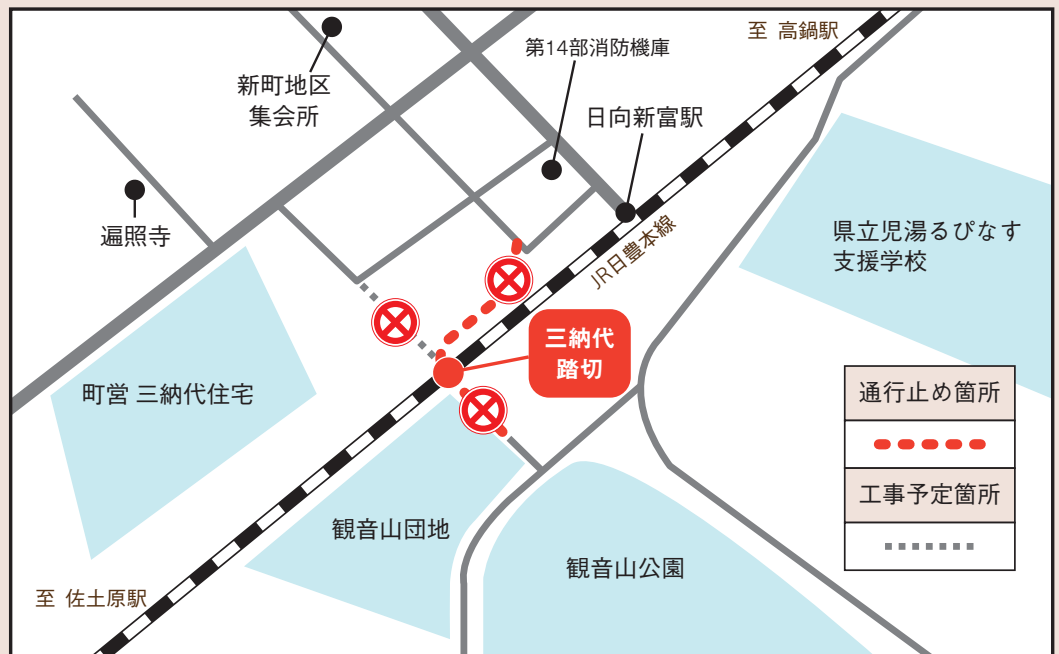 至 高鍋駅
第14部消防機庫
新町地区
集会所
日向新富駅
遍照寺
JR日豊本線
県立児湯るぴなす
支援学校
三納代
踏切
町営 三納代住宅
通行止め箇所
工事予定箇所
観音山団地
観音山公園
至 佐土原駅